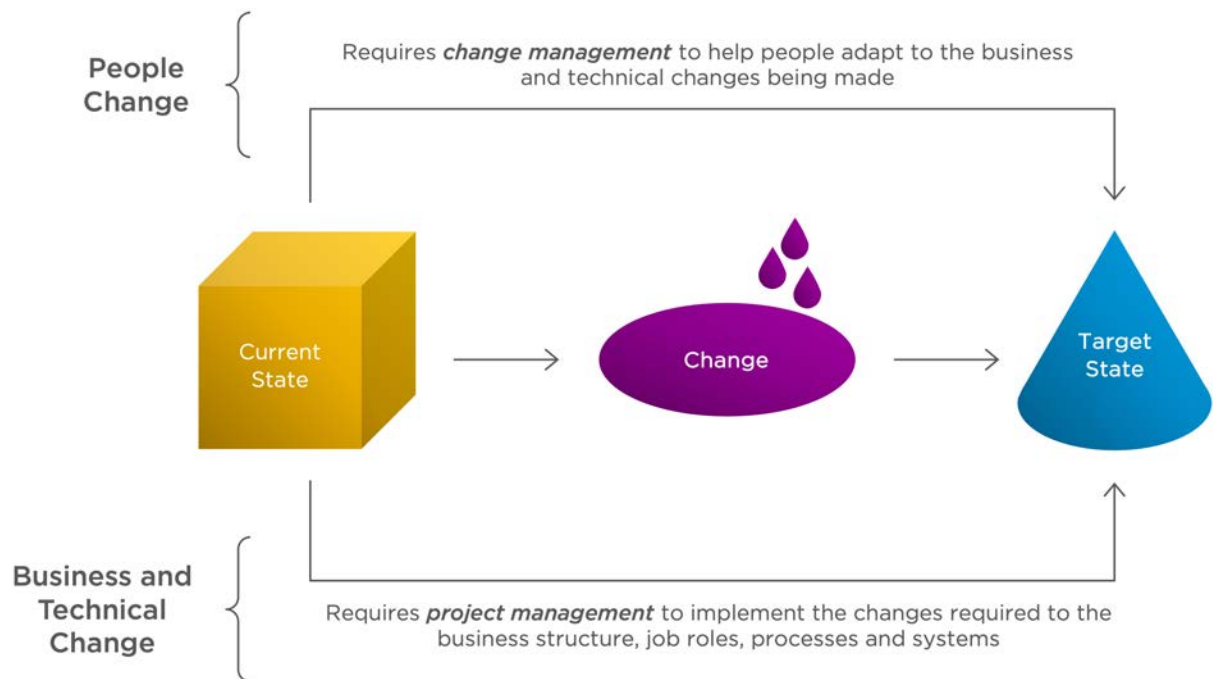 People
Change
Requires change management to help people adapt to the business
and technical changes being made
Current
State
Change
Target
State
Business and
Technical
Change
Requires project management to implement the changes required to the
business structure, job roles, processes and systems